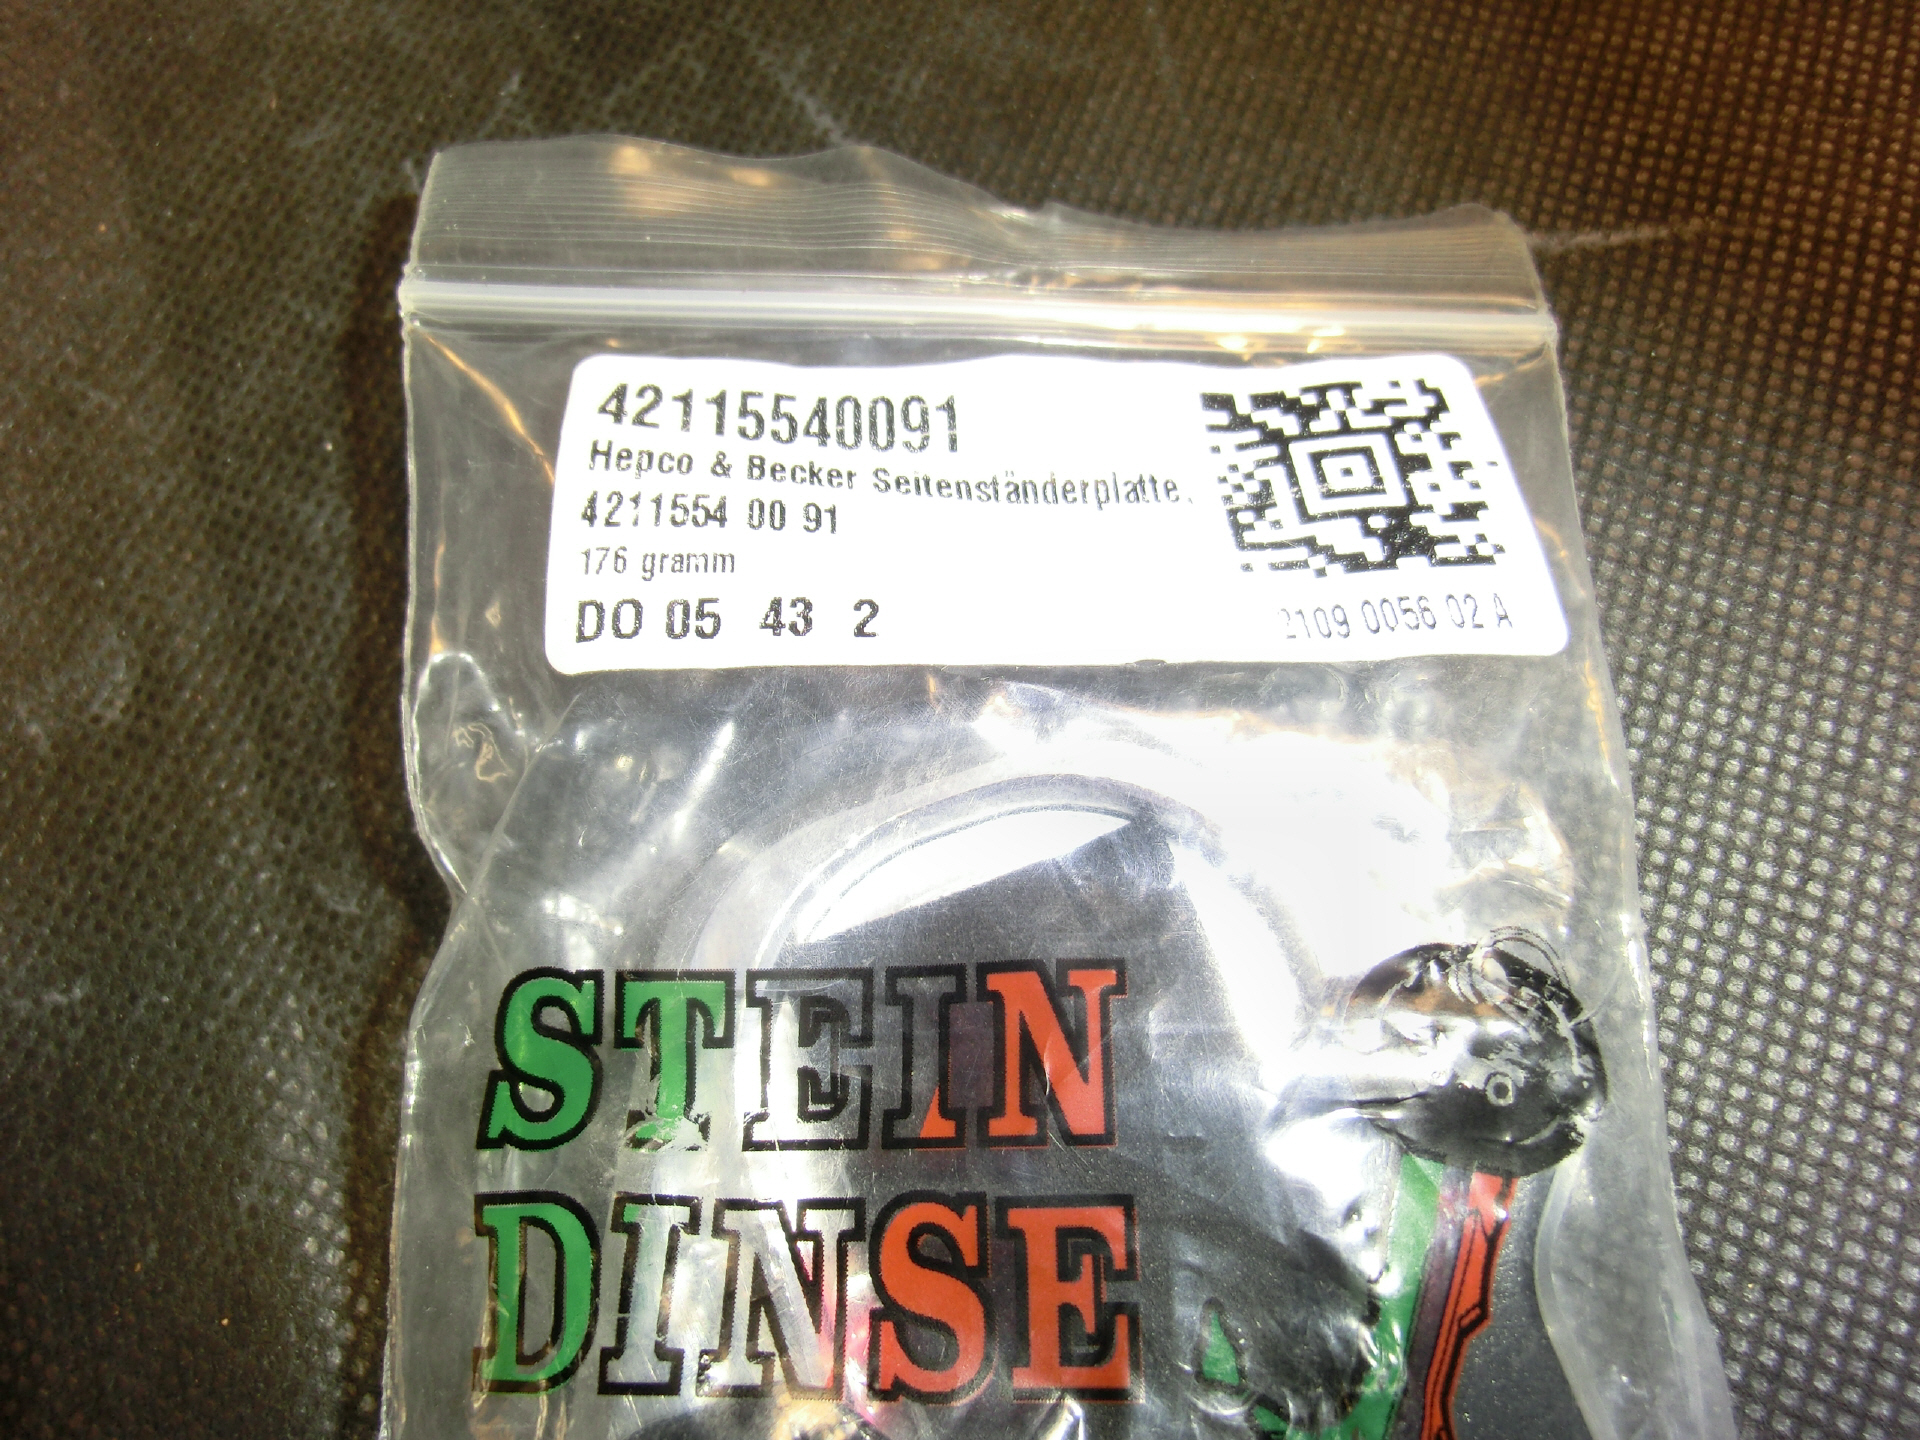 42115540091
Hepco & Becker Seitenständerplatte,
4211554 00 91
176 gramm
DO 05 43 2
2109 0056 02 A
STEIN
DINSE